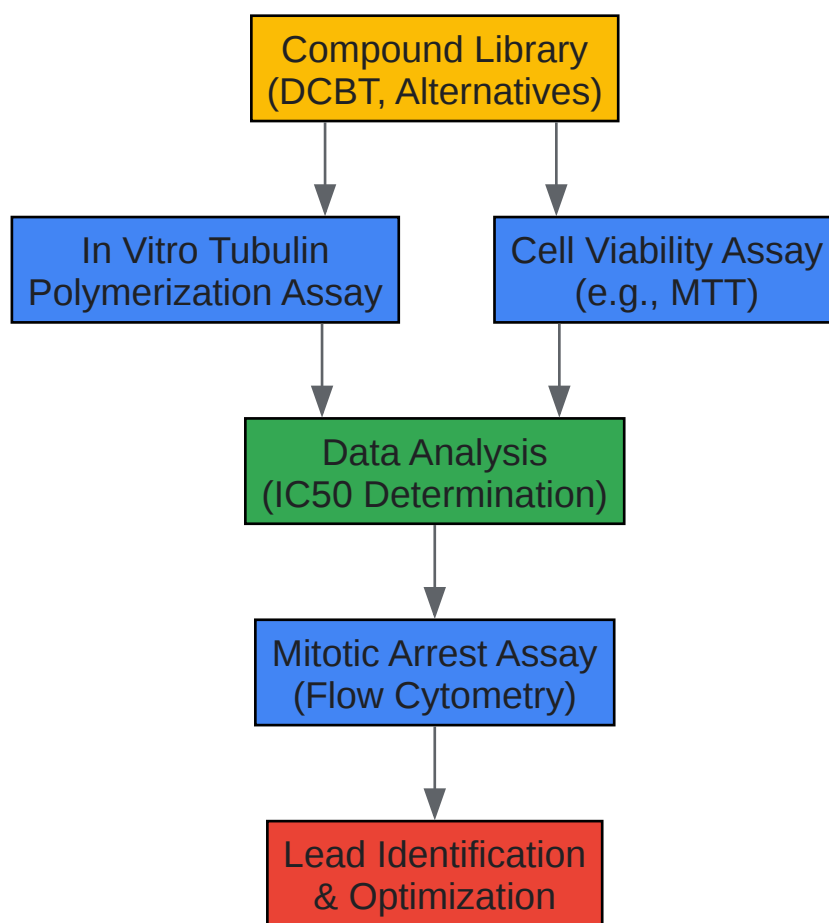 Compound Library
(DCBT, Alternatives)
In Vitro Tubulin
Polymerization Assay
Cell Viability Assay
(e.g., MTT)
Data Analysis
(IC50 Determination)
Mitotic Arrest Assay
(Flow Cytometry)
Lead Identification
& Optimization